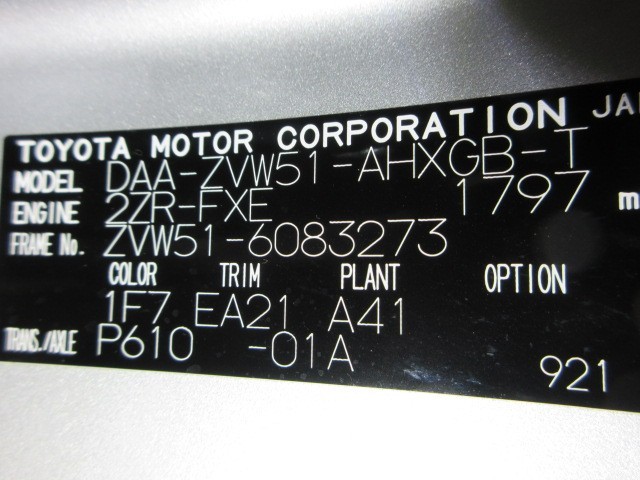 TOYOTA MOTOR CORPORATION JA
MODEL DAA-ZVW51-AHXGB-T
ENGINE 2ZR-FXE 1797 m
FRAME No. ZVW51-6083273
COLOR TRIM PLANT OPTION
1F7 EA21 A41
TRANS./AXLE P610 -01A
921